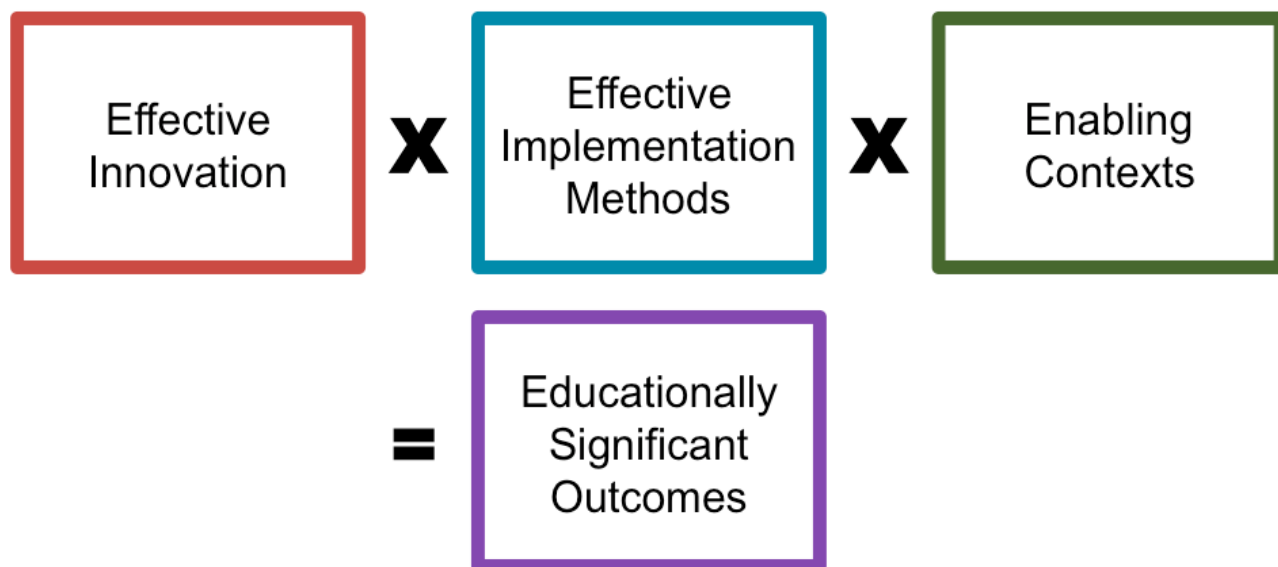 Effective
Innovation
X
Effective
Implementation
Methods
X
Enabling
Contexts
=
Educationally
Significant
Outcomes